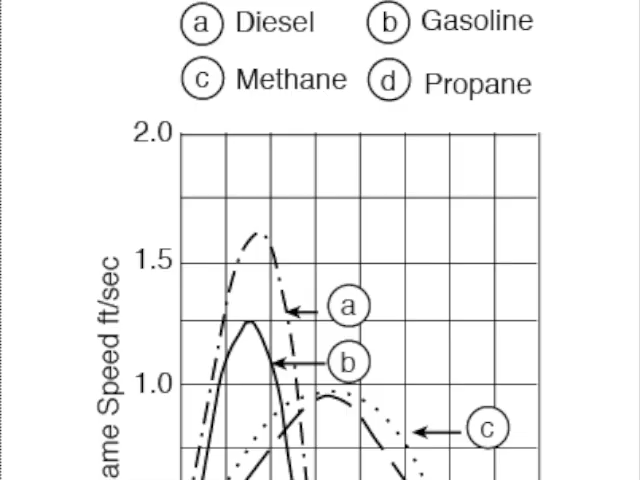 a Diesel b Gasoline
c Methane d Propane
2.0
1.5
1.0
ame Speed ft/sec
a
b
c